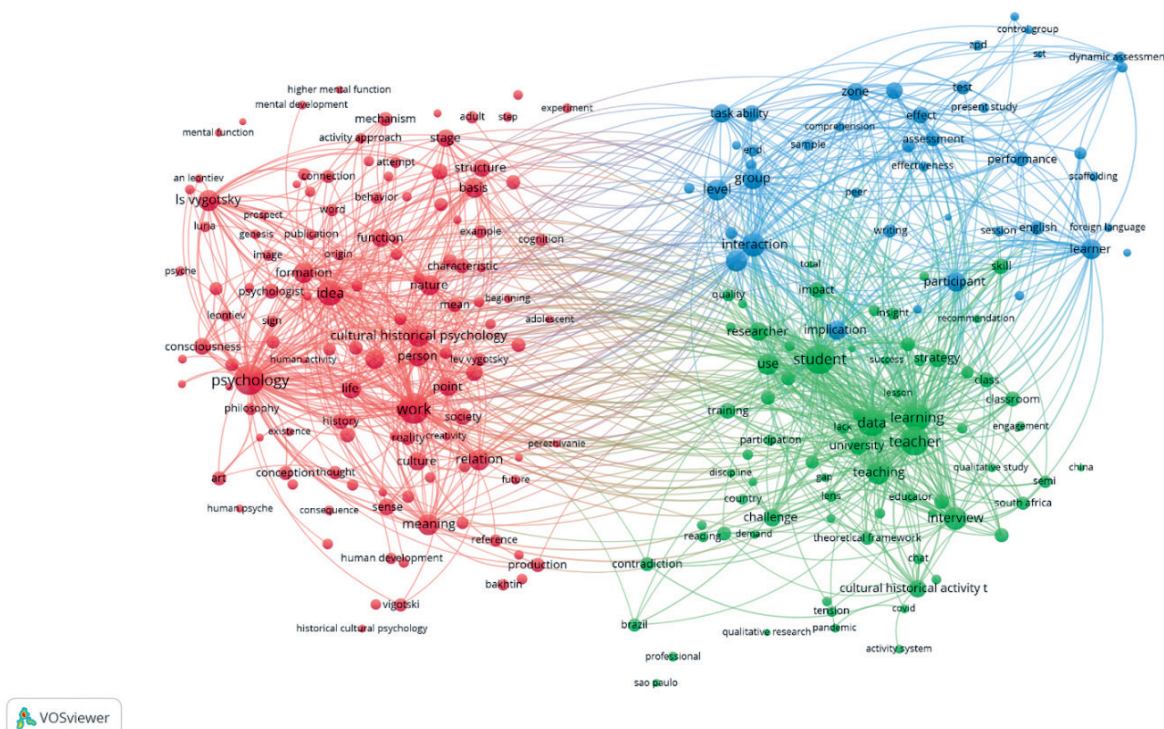 control group
zpd
sct
dynamic assessmen
higher mental function
mental development
experiment
zone
test
mechanism
adult
step
task ability
effect
present study
mental function
activity approach
stage
comprehension
assessment
attempt
structure
end
sample
performance
an leontiev
connection
basis
group
effectiveness
scaffolding
ls vygotsky
behavior
level
peer
prospect
word
luria
genesis
publication
example
writing
session
english
foreign language
function
cognition
interaction
learner
image
origin
characteristic
total
psyche
formation
nature
skill
psychologist
idea
mean
beginning
quality
impact
participant
leontiev
sign
adolescent
insight
recommendation
cultural historical psychology
researcher
implication
consciousness
human activity
person
lev vygotsky
use
student
success
strategy
psychology
life
point
lesson
class
philosophy
work
training
learning
classroom
history
society
data
lack
existence
reality
creativity
perezhivanie
participation
university
teacher
engagement
culture
relation
art
conception
thought
future
discipline
gap
teaching
qualitative study
china
human psyche
consequence
sense
country
lens
educator
semi
south africa
meaning
challenge
interview
reference
reading
demand
theoretical framework
human development
production
contradiction
chat
bakhtin
cultural historical activity t
vigotski
tension
covid
historical cultural psychology
brazil
qualitative research
pandemic
activity system
professional
sao paulo
VOSviewer